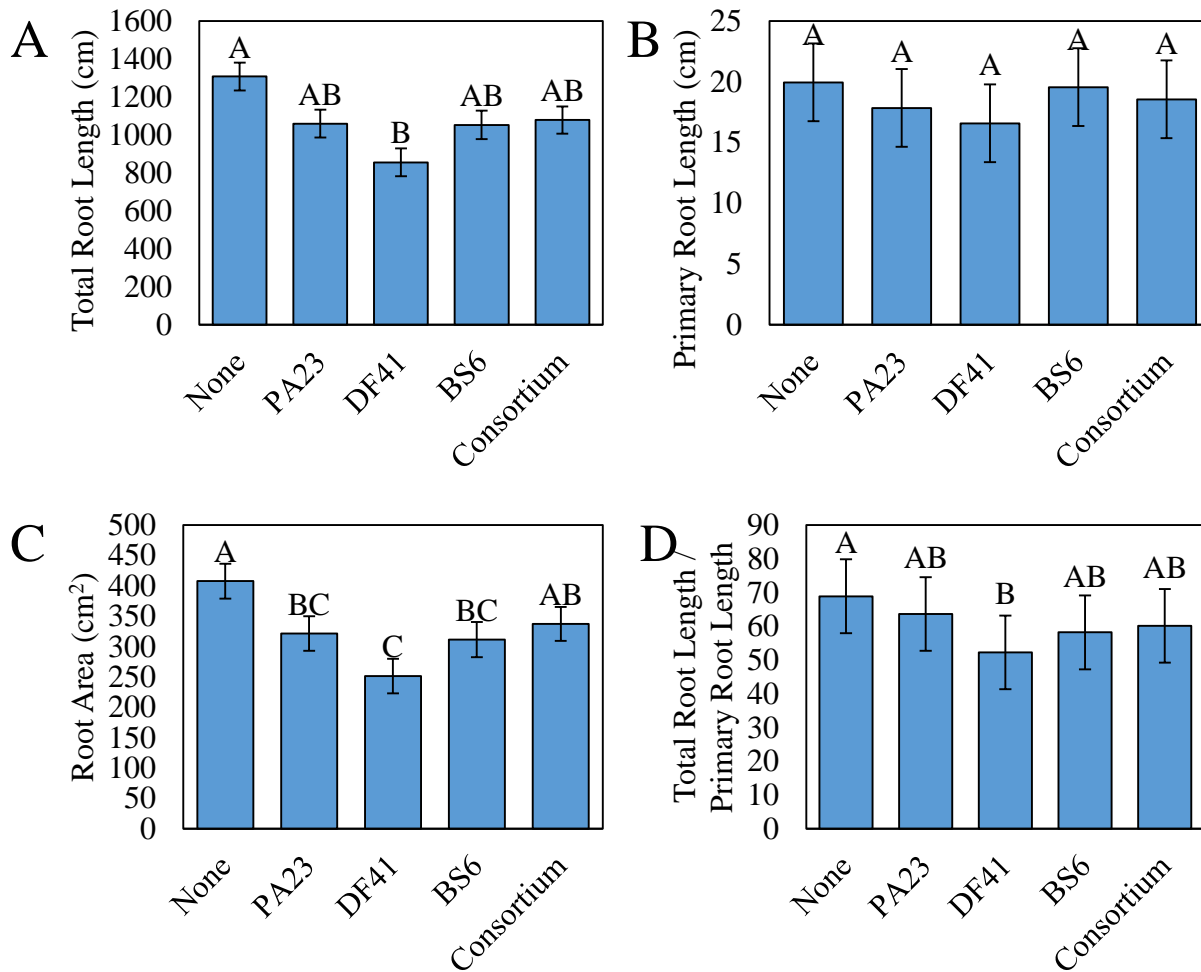 A
Total Root Length (cm)
1600
1400
1200
1000
800
600
400
200
0
A
AB
B
AB
AB
None
PA23
DF41
BS6
Consortium
B
Primary Root Length (cm)
25
20
15
10
5
0
A
A
A
A
A
None
PA23
DF41
BS6
Consortium
C
Root Area (cm²)
500
450
400
350
300
250
200
150
100
50
0
A
BC
C
BC
AB
None
PA23
DF41
BS6
Consortium
D
Total Root Length /
Primary Root Length
90
80
70
60
50
40
30
20
10
0
A
AB
B
AB
AB
None
PA23
DF41
BS6
Consortium